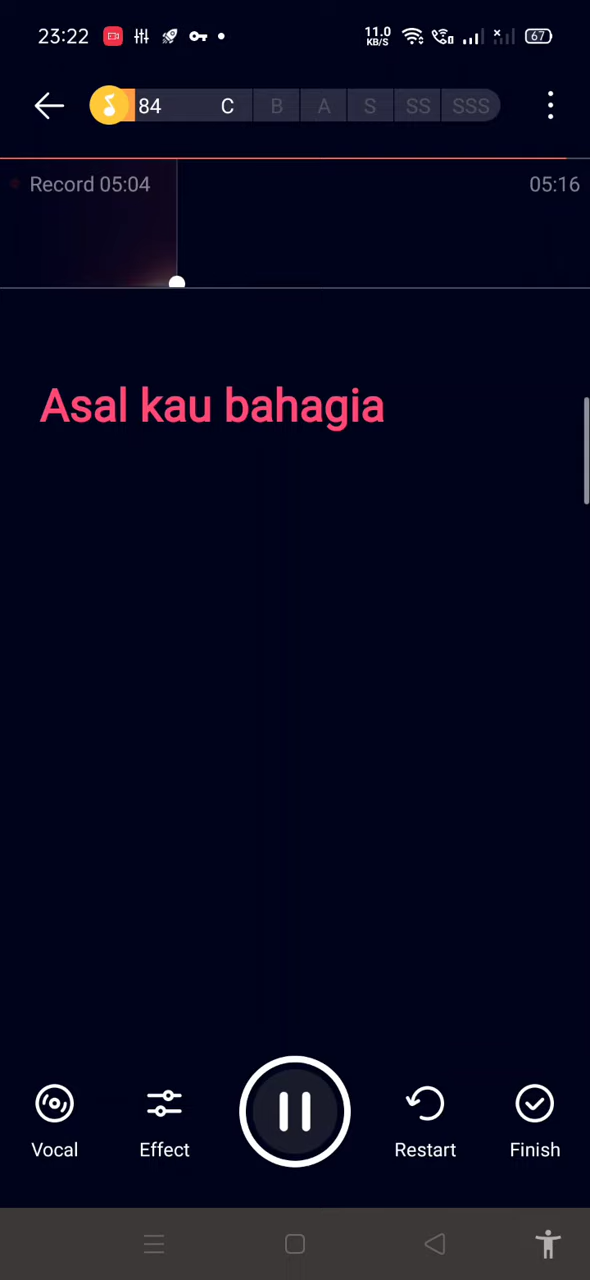 23:22 11.0 KB/S 67
84 C B A S SS SSS
Record 05:04 05:16
Asal kau bahagia
Vocal Effect Restart Finish